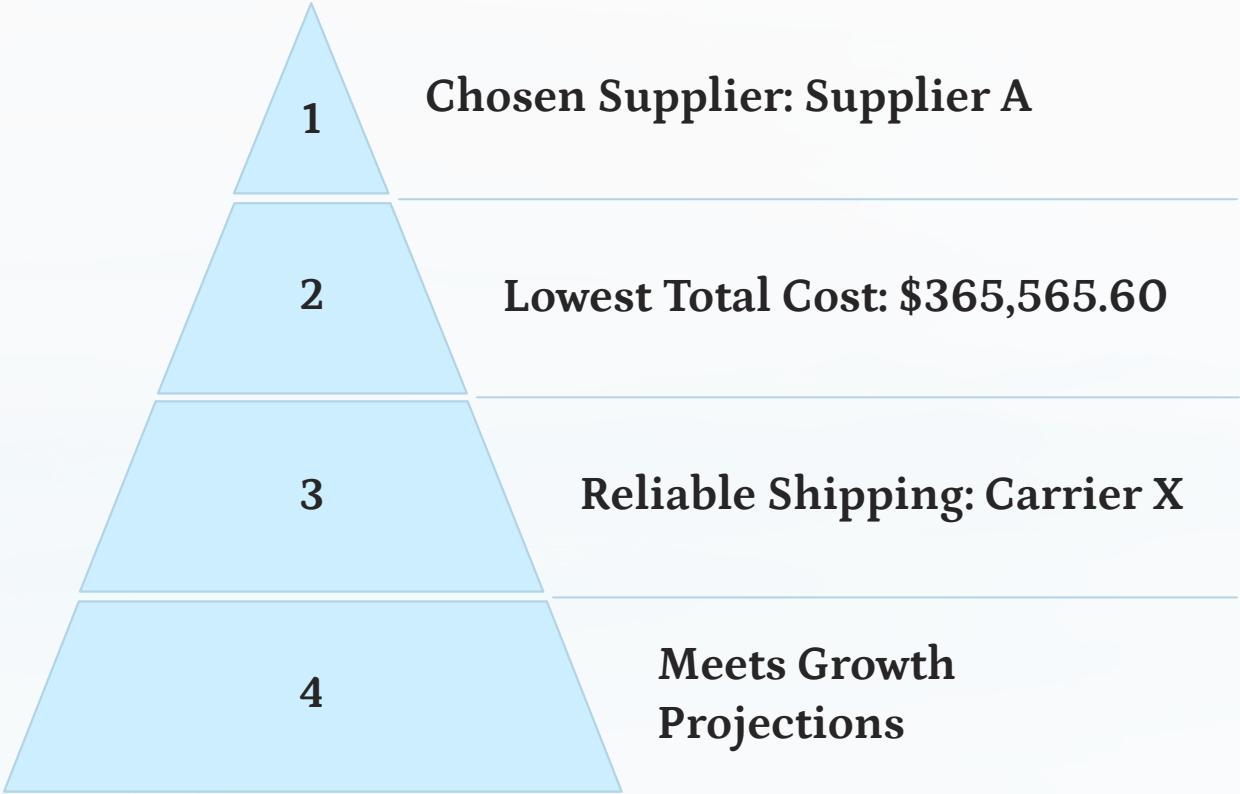 1
Chosen Supplier: Supplier A
2
Lowest Total Cost: $365,565.60
3
Reliable Shipping: Carrier X
4
Meets Growth
Projections